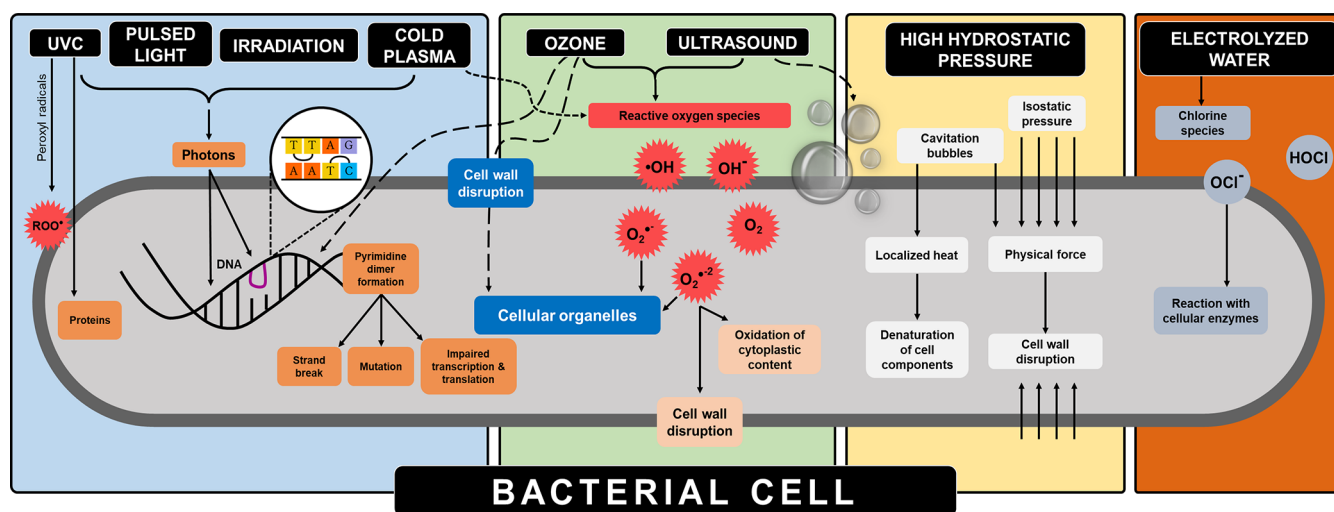 UVC
PULSED
LIGHT
IRRADIATION
COLD
PLASMA
Peroxyl radicals
Photons
T T A G
A A T C
ROO•
DNA
Proteins
Pyrimidine
dimer
formation
Strand
break
Mutation
Impaired
transcription &
translation
OZONE
ULTRASOUND
Reactive oxygen species
Cell wall
disruption
•OH
OH-
O2•-
O2
O2•-2
Cellular organelles
Oxidation of
cytoplastic
content
Cell wall
disruption
HIGH HYDROSTATIC
PRESSURE
Isostatic
pressure
Cavitation
bubbles
Localized heat
Physical force
Denaturation
of cell
components
Cell wall
disruption
ELECTROLYZED
WATER
Chlorine
species
HOCI
OCI-
Reaction with
cellular enzymes
BACTERIAL CELL